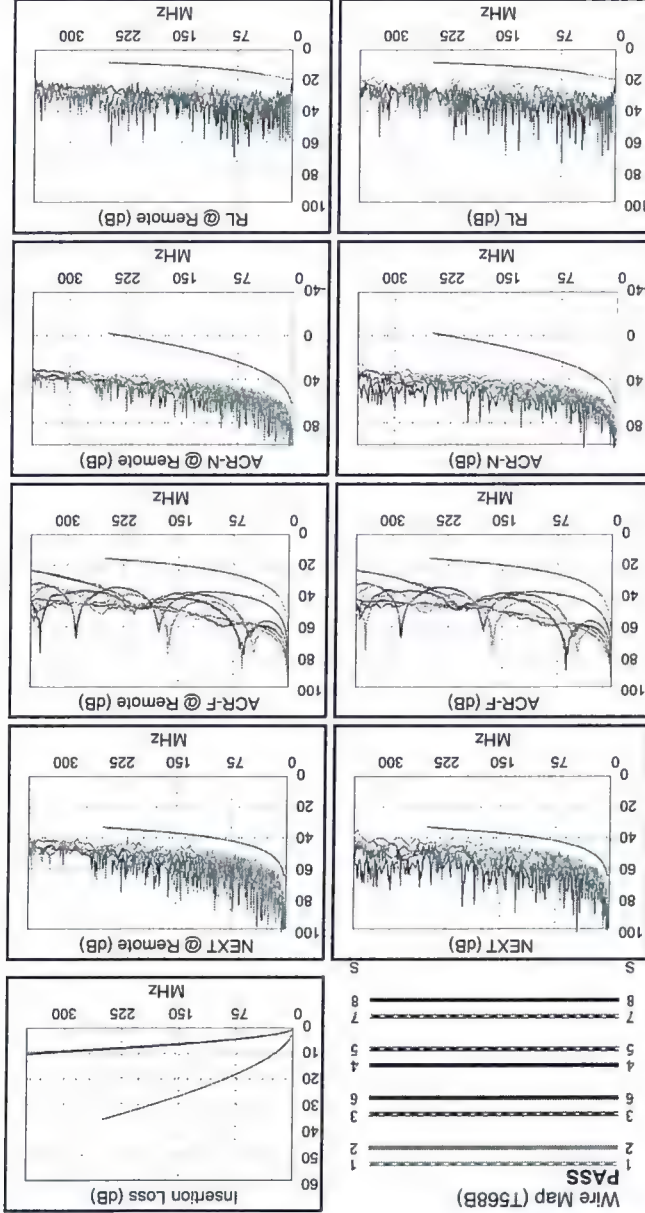 Wire Map (T568B)
PASS
1 1
2 2
3 3
6 6
4 4
5 5
7 7
8 8
S S
Insertion Loss (dB)
60
50
40
30
20
10
0
0 75 150 225 300
MHz
NEXT (dB)
100
80
60
40
20
0
0 75 150 225 300
MHz
NEXT @ Remote (dB)
100
80
60
40
20
0
0 75 150 225 300
MHz
ACR-F (dB)
100
80
60
40
20
0
0 75 150 225 300
MHz
ACR-F @ Remote (dB)
100
80
60
40
20
0
0 75 150 225 300
MHz
ACR-N (dB)
80
40
0
-40
0 75 150 225 300
MHz
ACR-N @ Remote (dB)
80
40
0
-40
0 75 150 225 300
MHz
RL (dB)
100
80
60
40
20
0
0 75 150 225 300
MHz
RL @ Remote (dB)
100
80
60
40
20
0
0 75 150 225 300
MHz